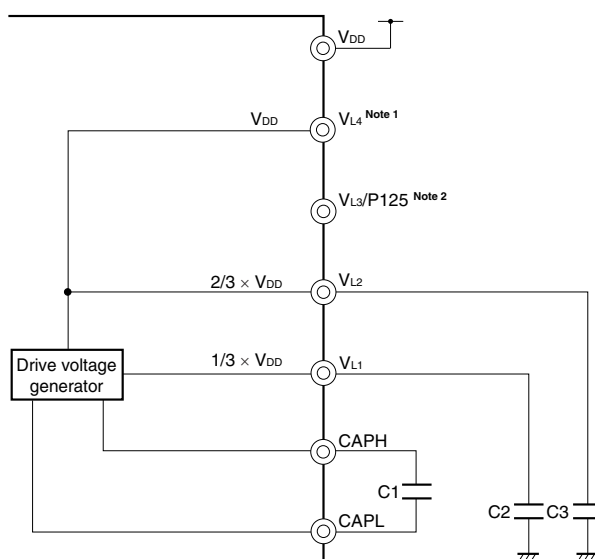 VDD
VDD
VL4 Note 1
VL3/P125 Note 2
2/3 × VDD
VL2
1/3 × VDD
VL1
Drive voltage
generator
CAPH
C1
C2
C3
CAPL